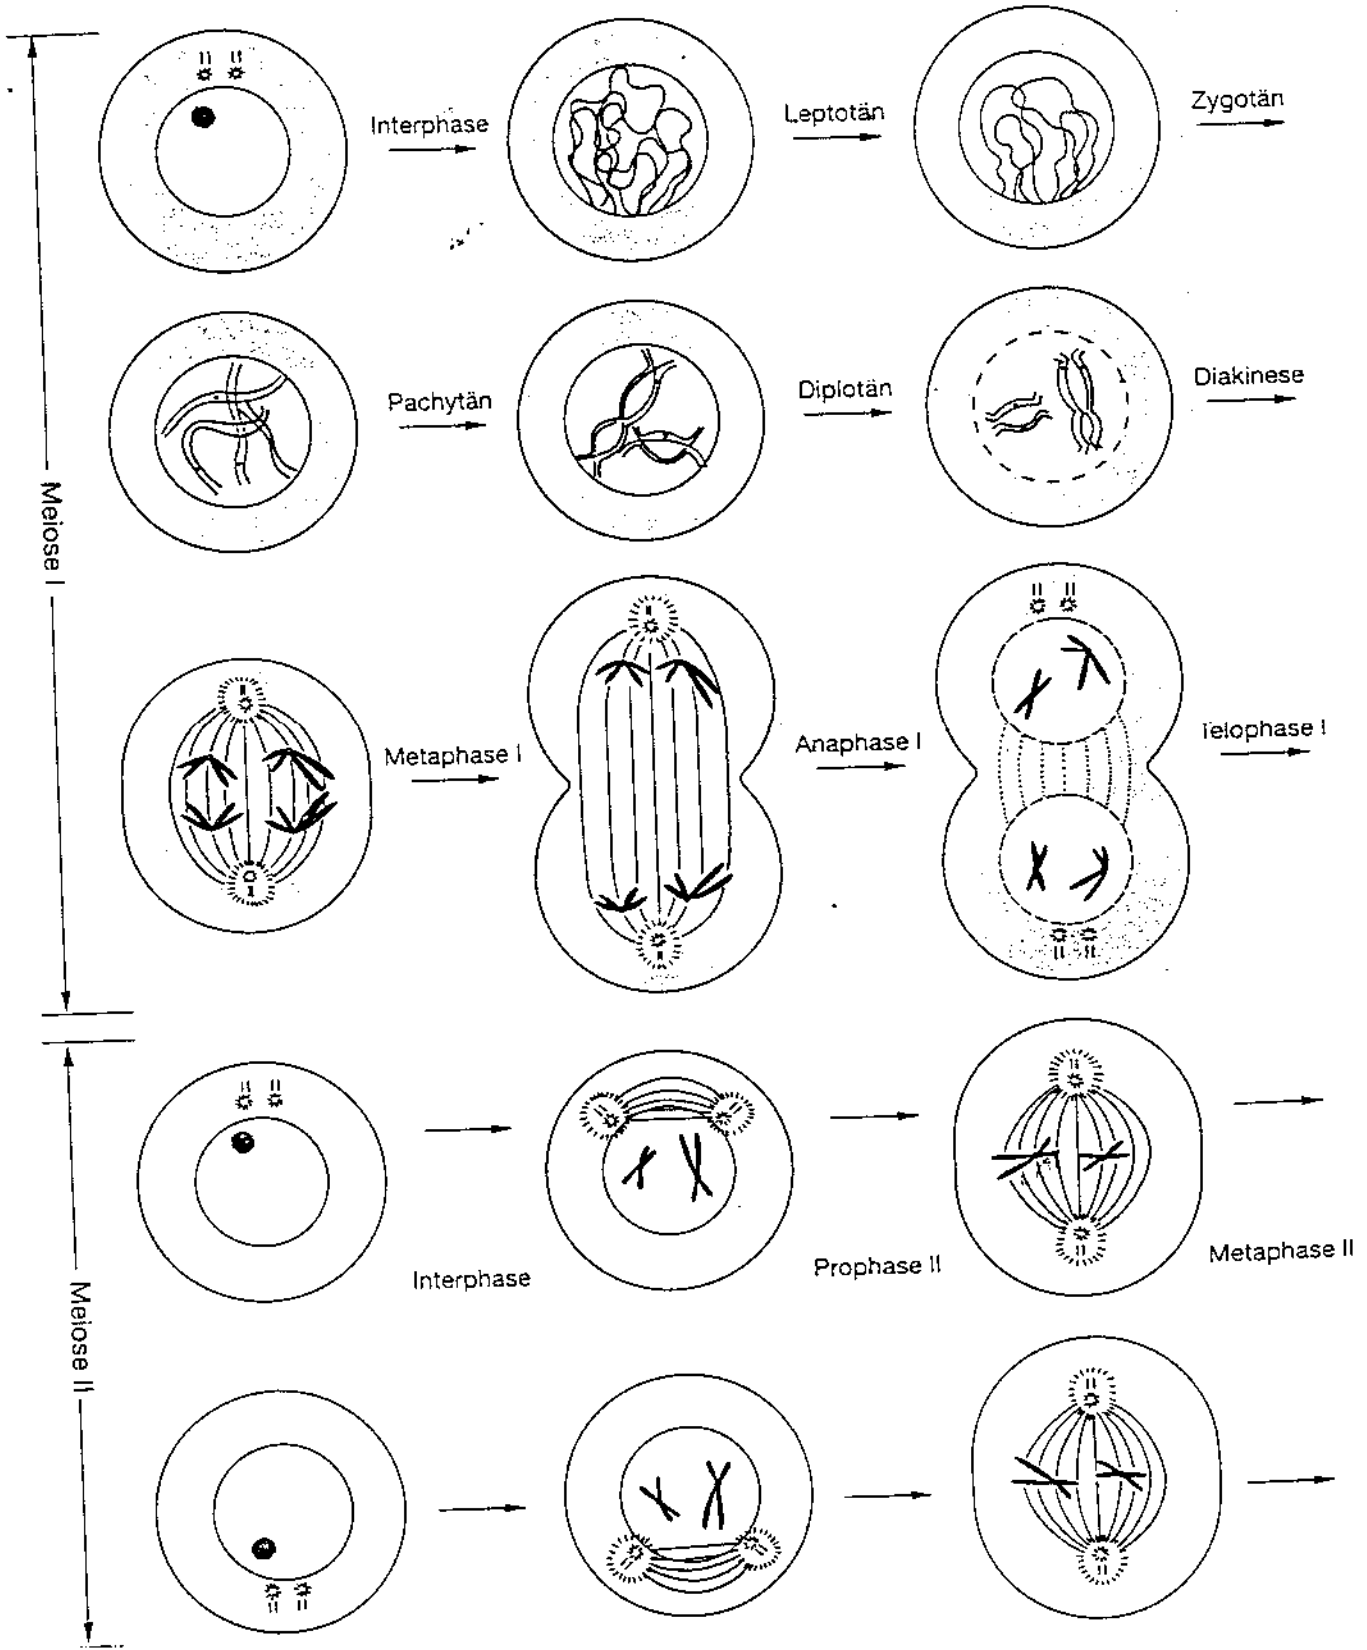 Interphase
Leptotän
Zygotän
Pachytän
Diplotän
Diakinese
Meiose I
Metaphase I
Anaphase I
Telophase I
Interphase
Prophase II
Metaphase II
Meiose II